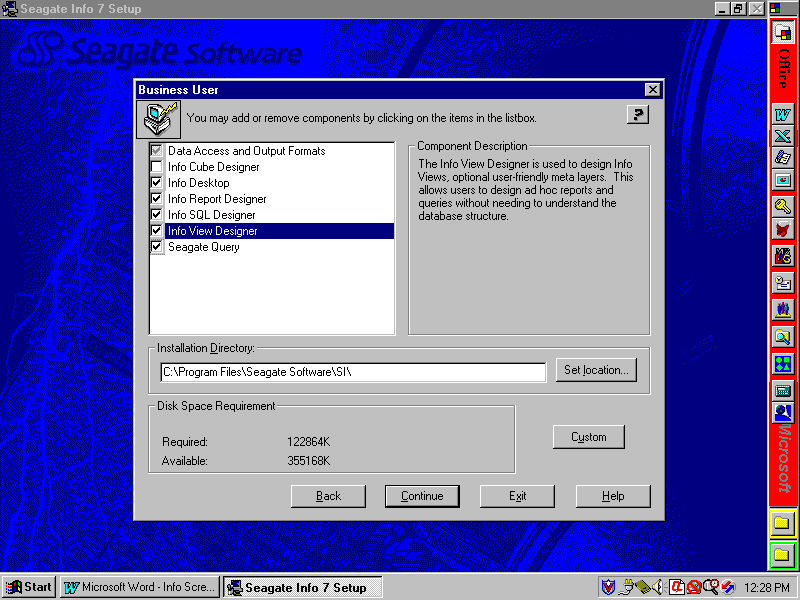 Seagate Info 7 Setup
Seagate Software
Business User
You may add or remove components by clicking on the items in the listbox.
?
Data Access and Output Formats
Info Cube Designer
Info Desktop
Info Report Designer
Info SQL Designer
Info View Designer
Seagate Query
Component Description
The Info View Designer is used to design Info
Views, optional user-friendly meta layers. This
allows users to design ad hoc reports and
queries without needing to understand the
database structure.
Installation Directory:
C:\Program Files\Seagate Software\SI\
Set location...
Disk Space Requirement
Required: 122864K
Available: 355168K
Custom
Back
Continue
Exit
Help
Office
Microsoft
Start
Microsoft Word - Info Scre...
Seagate Info 7 Setup
12:28 PM